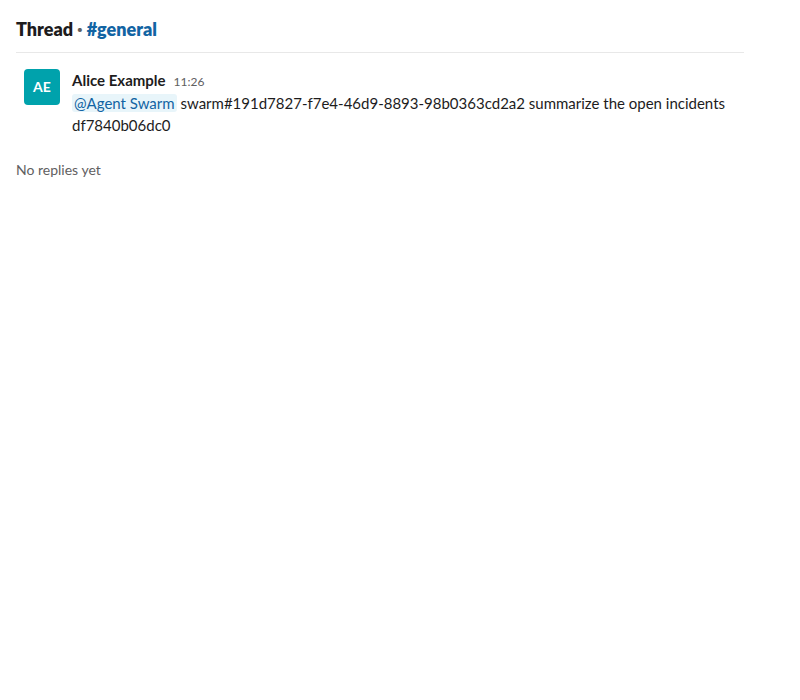 Thread • #general
AE
Alice Example 11:26
@Agent Swarm swarm#191d7827-f7e4-46d9-8893-98b0363cd2a2 summarize the open incidents
df7840b06dc0
No replies yet